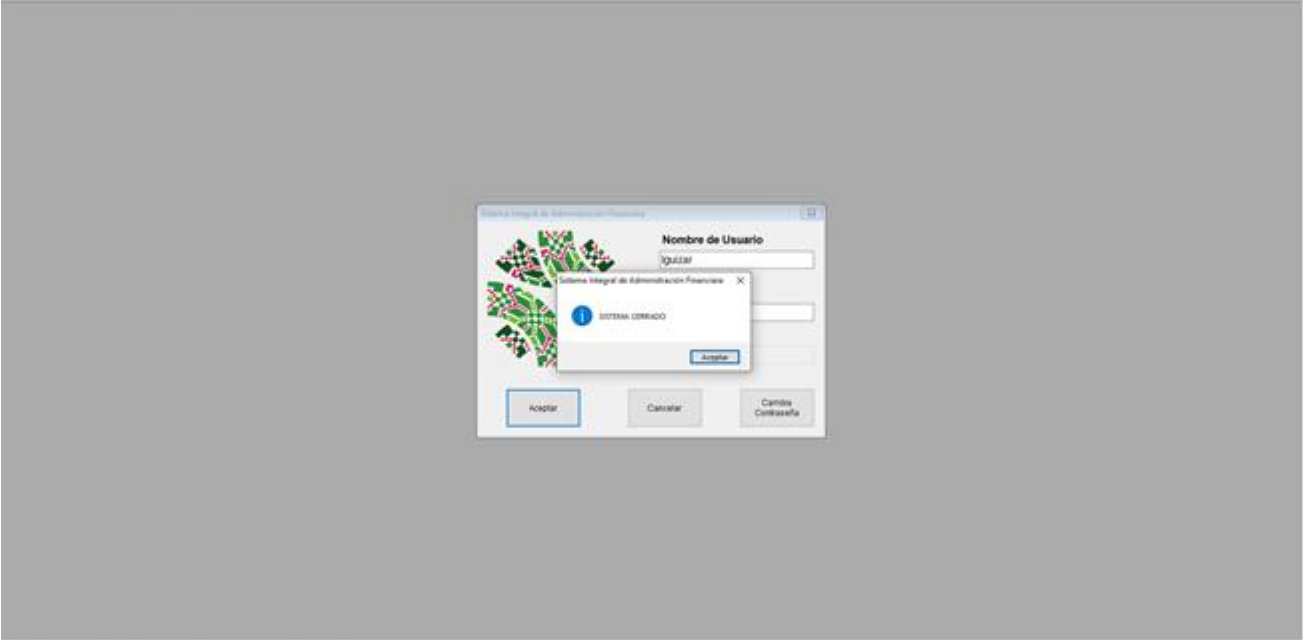 Sistema Integral de Administración Financiera
Nombre de Usuario
iguizar
Sistema Integral de Administración Financiera
SISTEMA CERRADO
Aceptar
Aceptar
Cancelar
Cambia
Contraseña